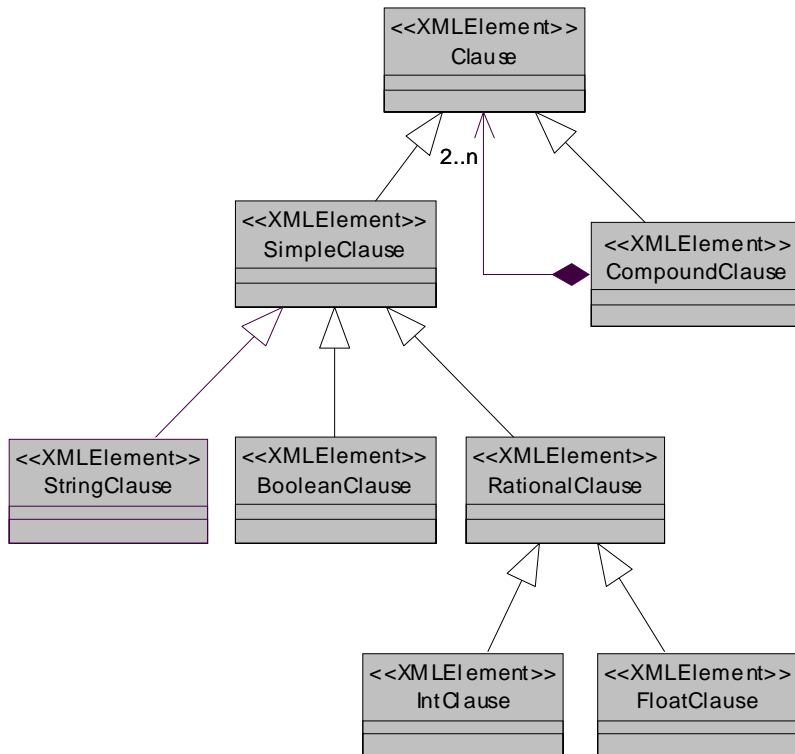 <<XMLElement>>
Clause
2..n
<<XMLElement>>
SimpleClause
<<XMLElement>>
CompoundClause
<<XMLElement>>
StringClause
<<XMLElement>>
BooleanClause
<<XMLElement>>
RationalClause
<<XMLElement>>
IntClause
<<XMLElement>>
FloatClause